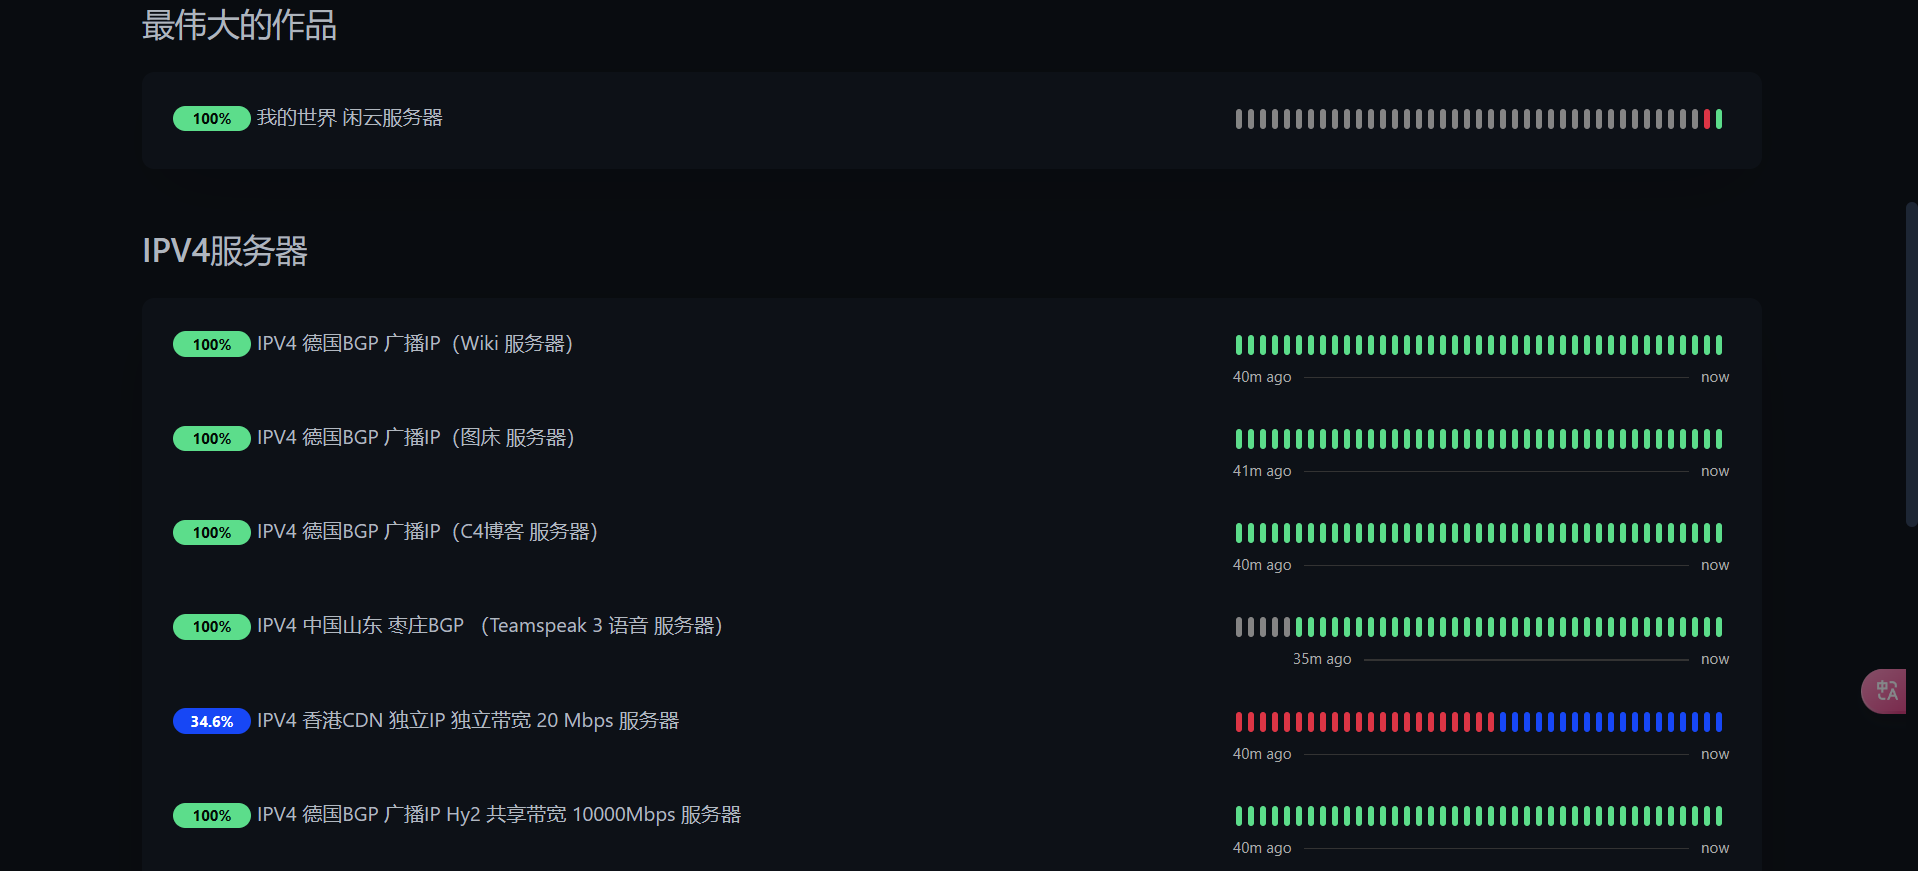 最伟大的作品
100% 我的世界 闲云服务器
IPV4服务器
100% IPV4 德国BGP 广播IP（Wiki 服务器）
40m ago now
100% IPV4 德国BGP 广播IP（图床 服务器）
41m ago now
100% IPV4 德国BGP 广播IP（C4博客 服务器）
40m ago now
100% IPV4 中国山东 枣庄BGP （Teamspeak 3 语音 服务器）
35m ago now
34.6% IPV4 香港CDN 独立IP 独立带宽 20 Mbps 服务器
40m ago now
100% IPV4 德国BGP 广播IP Hy2 共享带宽 10000Mbps 服务器
40m ago now
中A